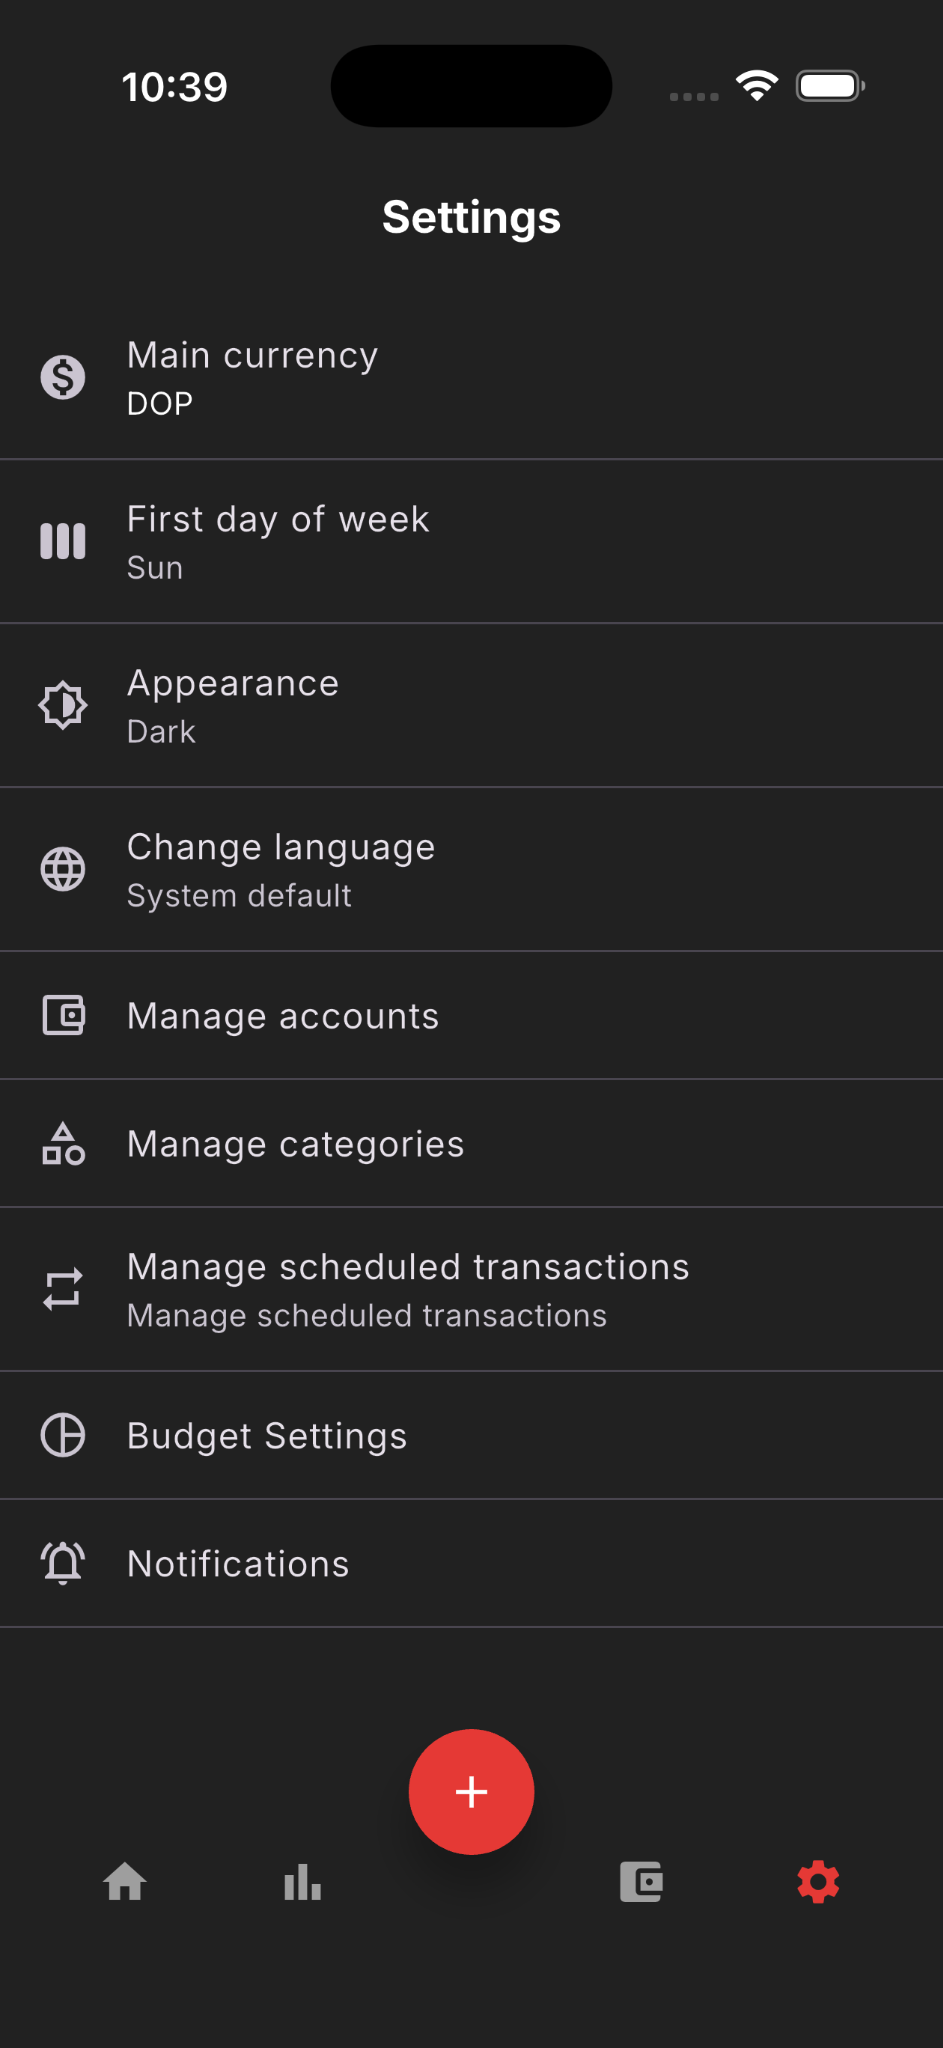 10:39
Settings
Main currency
DOP
First day of week
Sun
Appearance
Dark
Change language
System default
Manage accounts
Manage categories
Manage scheduled transactions
Manage scheduled transactions
Budget Settings
Notifications